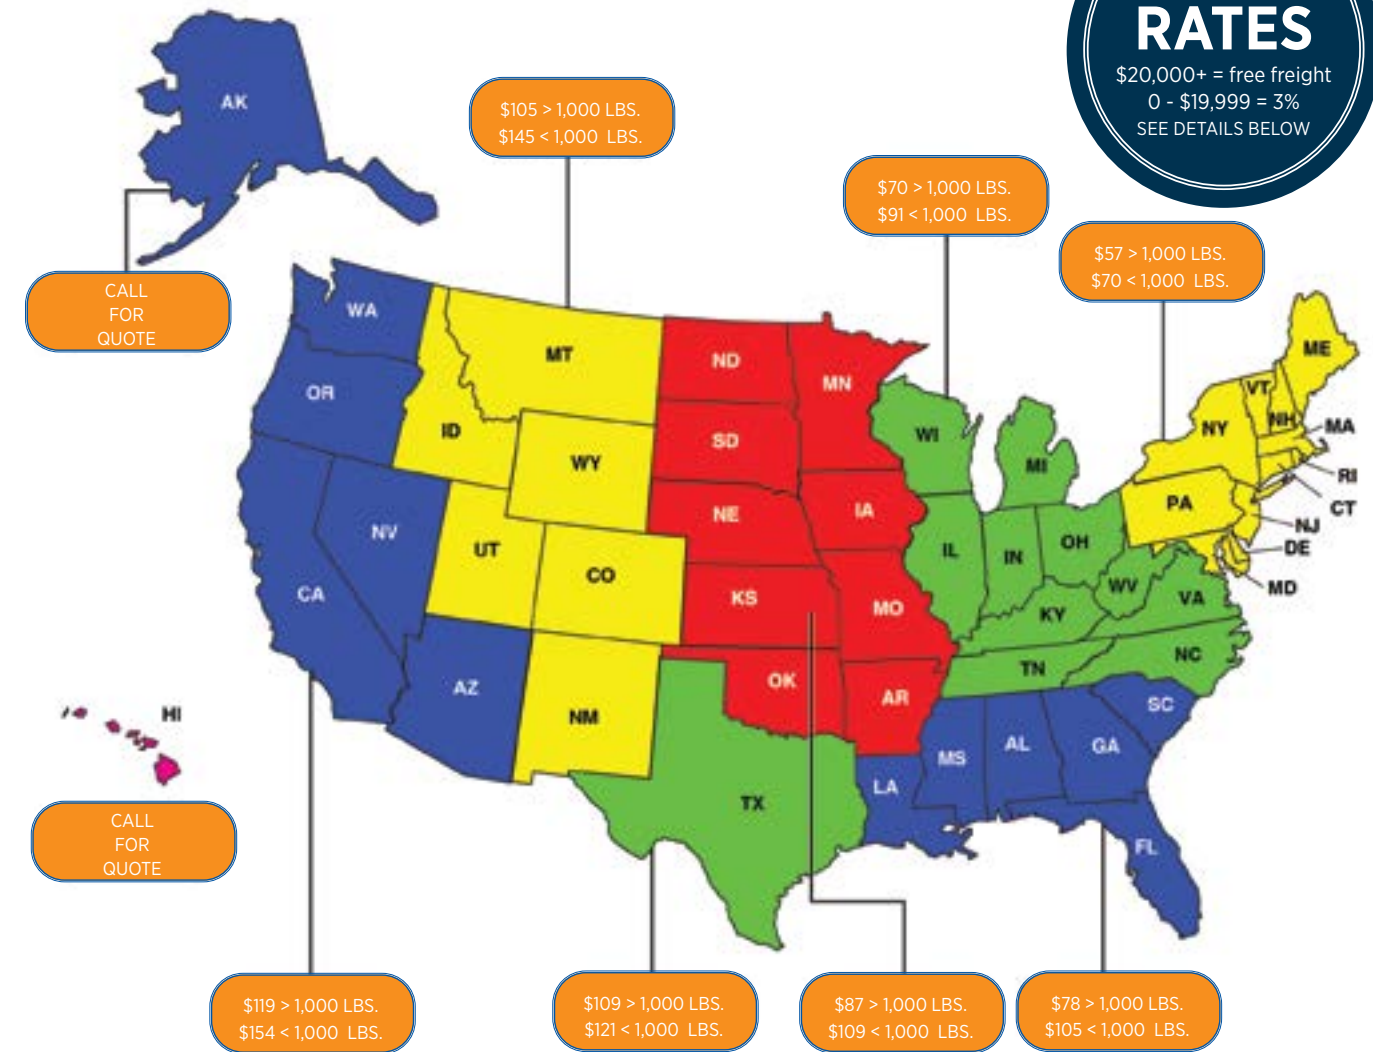 RATES
$20,000+ = free freight
0 - $19,999 = 3%
SEE DETAILS BELOW
AK
$105 > 1,000 LBS.
$145 < 1,000 LBS.
$70 > 1,000 LBS.
$91 < 1,000 LBS.
$57 > 1,000 LBS.
$70 < 1,000 LBS.
CALL
FOR
QUOTE
WA
MT
ND
MN
ME
VT
NH
MA
OR
ID
WY
SD
WI
MI
NY
RI
CT
PA
NJ
DE
MD
NV
UT
CO
NE
IA
IL
IN
OH
WV
VA
CA
KS
MO
KY
NC
TN
AZ
NM
OK
AR
SC
HI
MS
AL
GA
LA
TX
FL
CALL
FOR
QUOTE
$119 > 1,000 LBS.
$154 < 1,000 LBS.
$109 > 1,000 LBS.
$121 < 1,000 LBS.
$87 > 1,000 LBS.
$109 < 1,000 LBS.
$78 > 1,000 LBS.
$105 < 1,000 LBS.